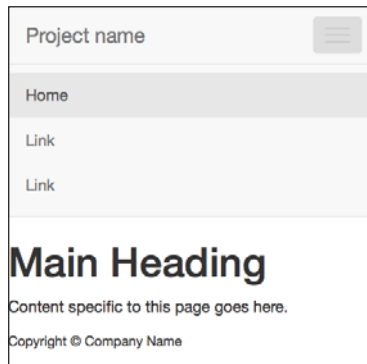 Project name
Home
Link
Link
Main Heading
Content specific to this page goes here.
Copyright © Company Name